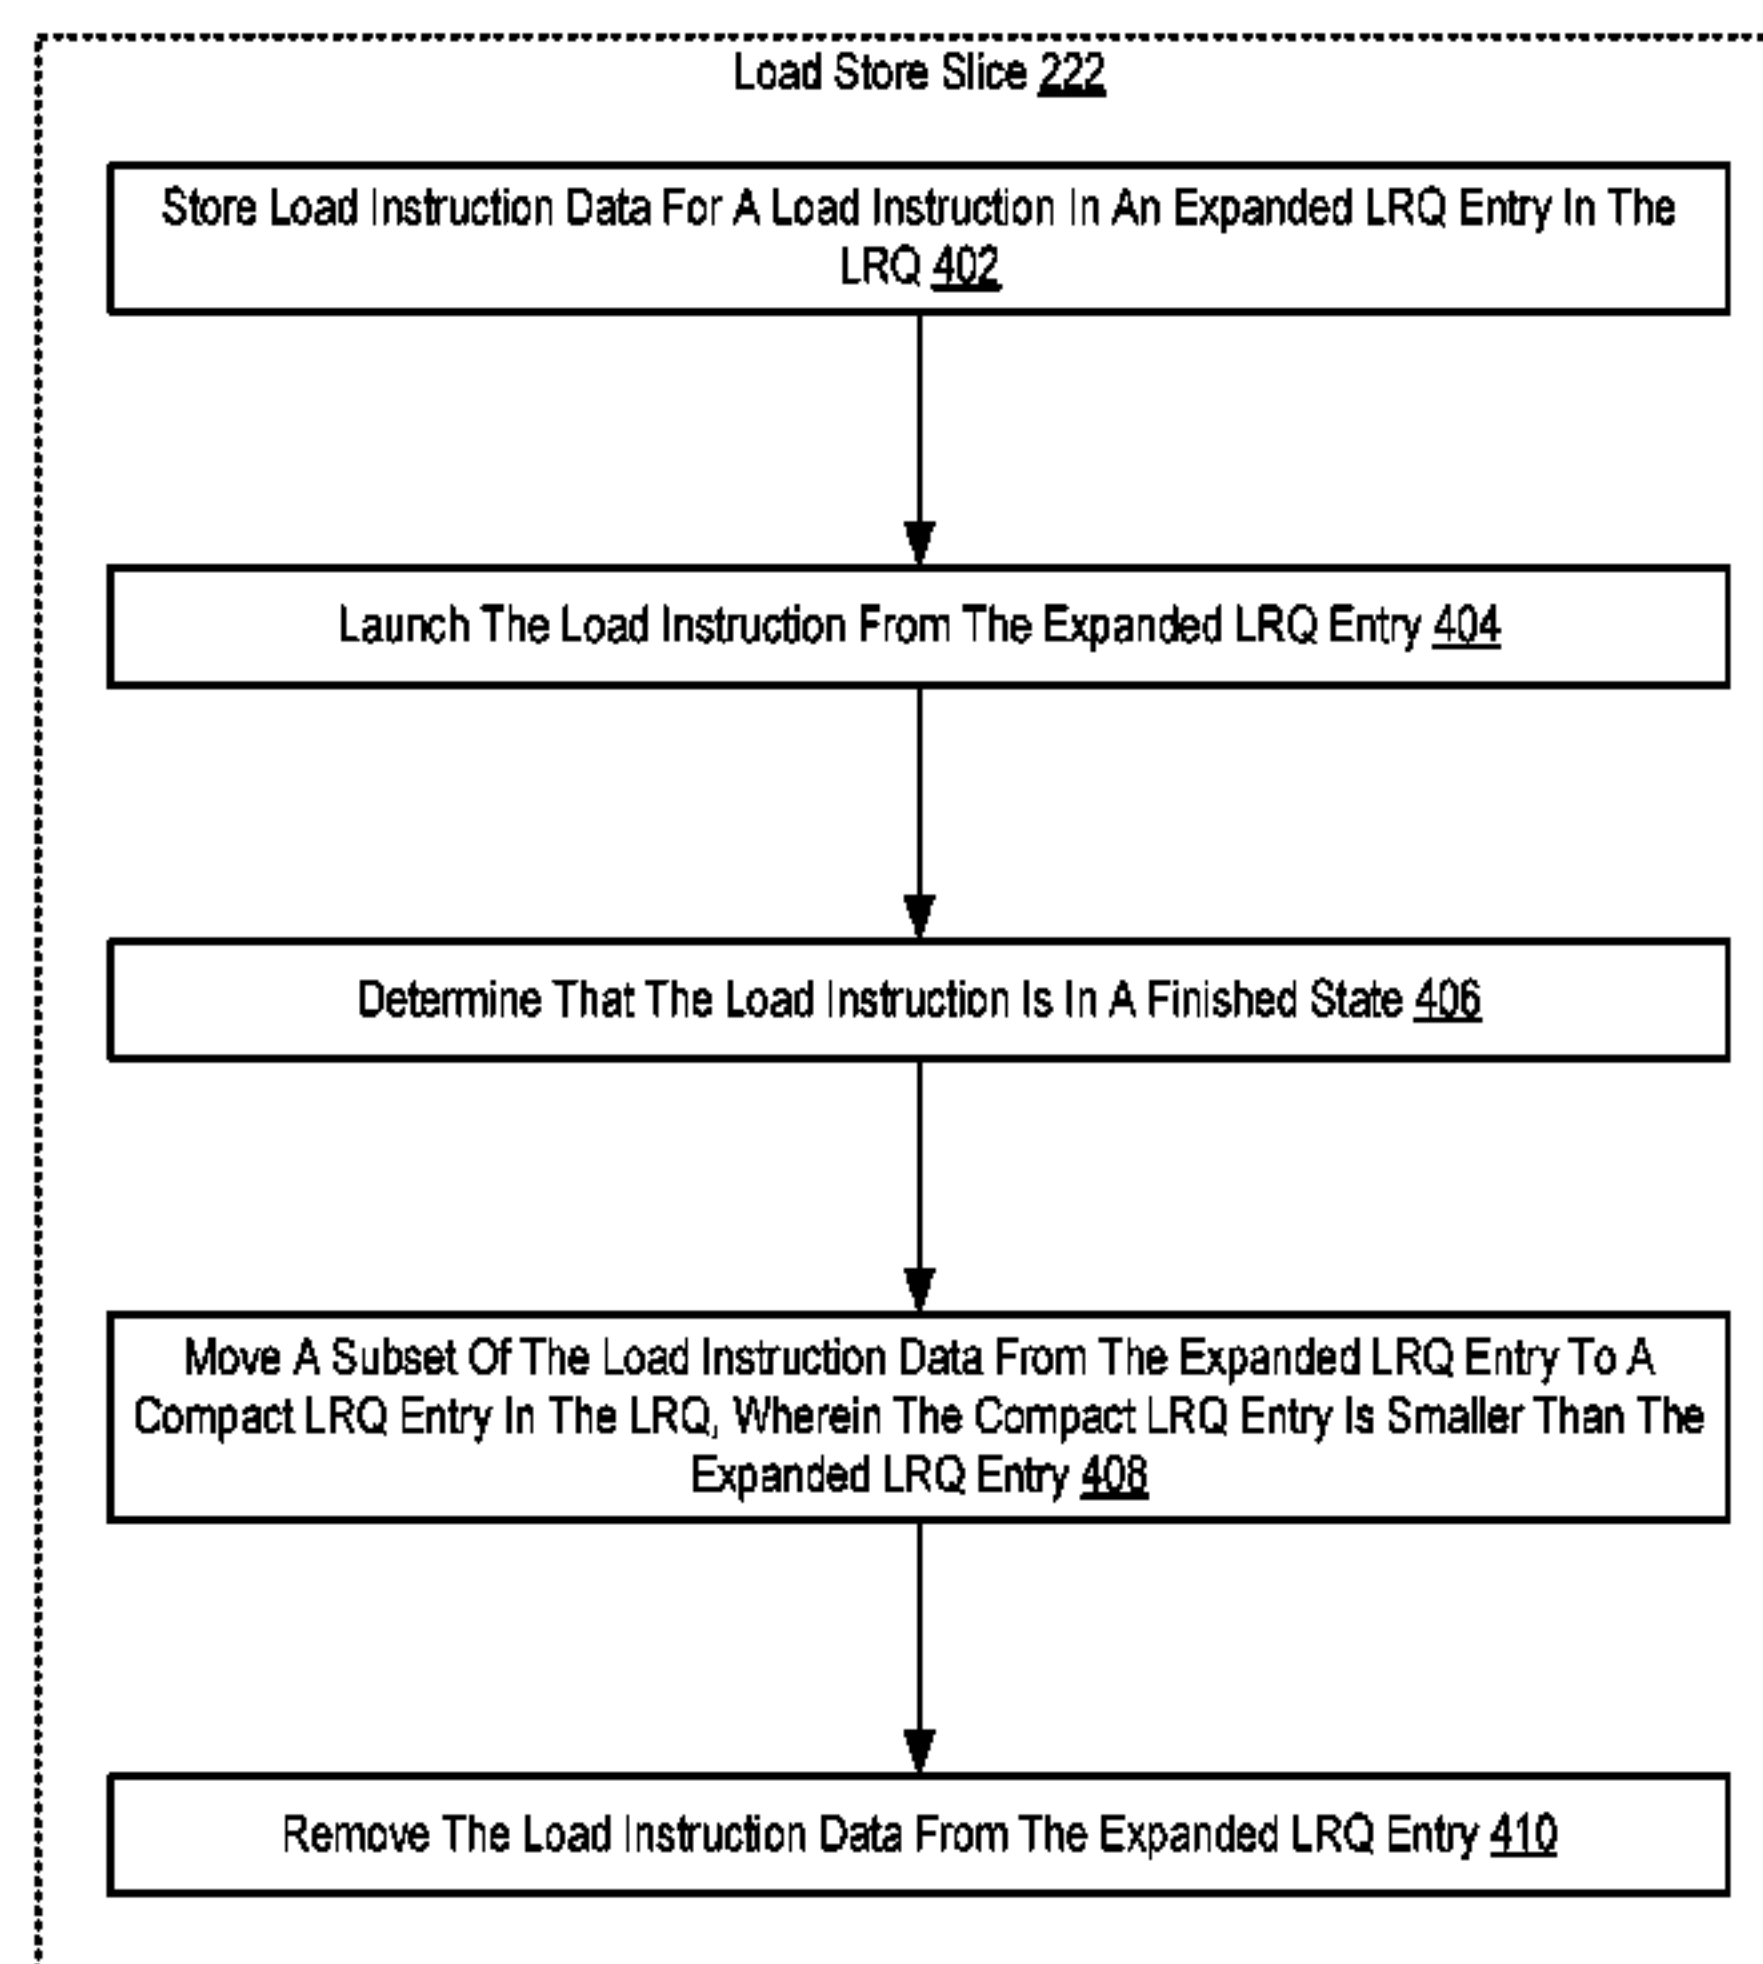 Load Store Slice 222
Store Load Instruction Data For A Load Instruction In An Expanded LRQ Entry In The
LRQ 402
Launch The Load Instruction From The Expanded LRQ Entry 404
Determine That The Load Instruction Is In A Finished State 406
Move A Subset Of The Load Instruction Data From The Expanded LRQ Entry To A
Compact LRQ Entry In The LRQ, Wherein The Compact LRQ Entry Is Smaller Than The
Expanded LRQ Entry 408
Remove The Load Instruction Data From The Expanded LRQ Entry 410